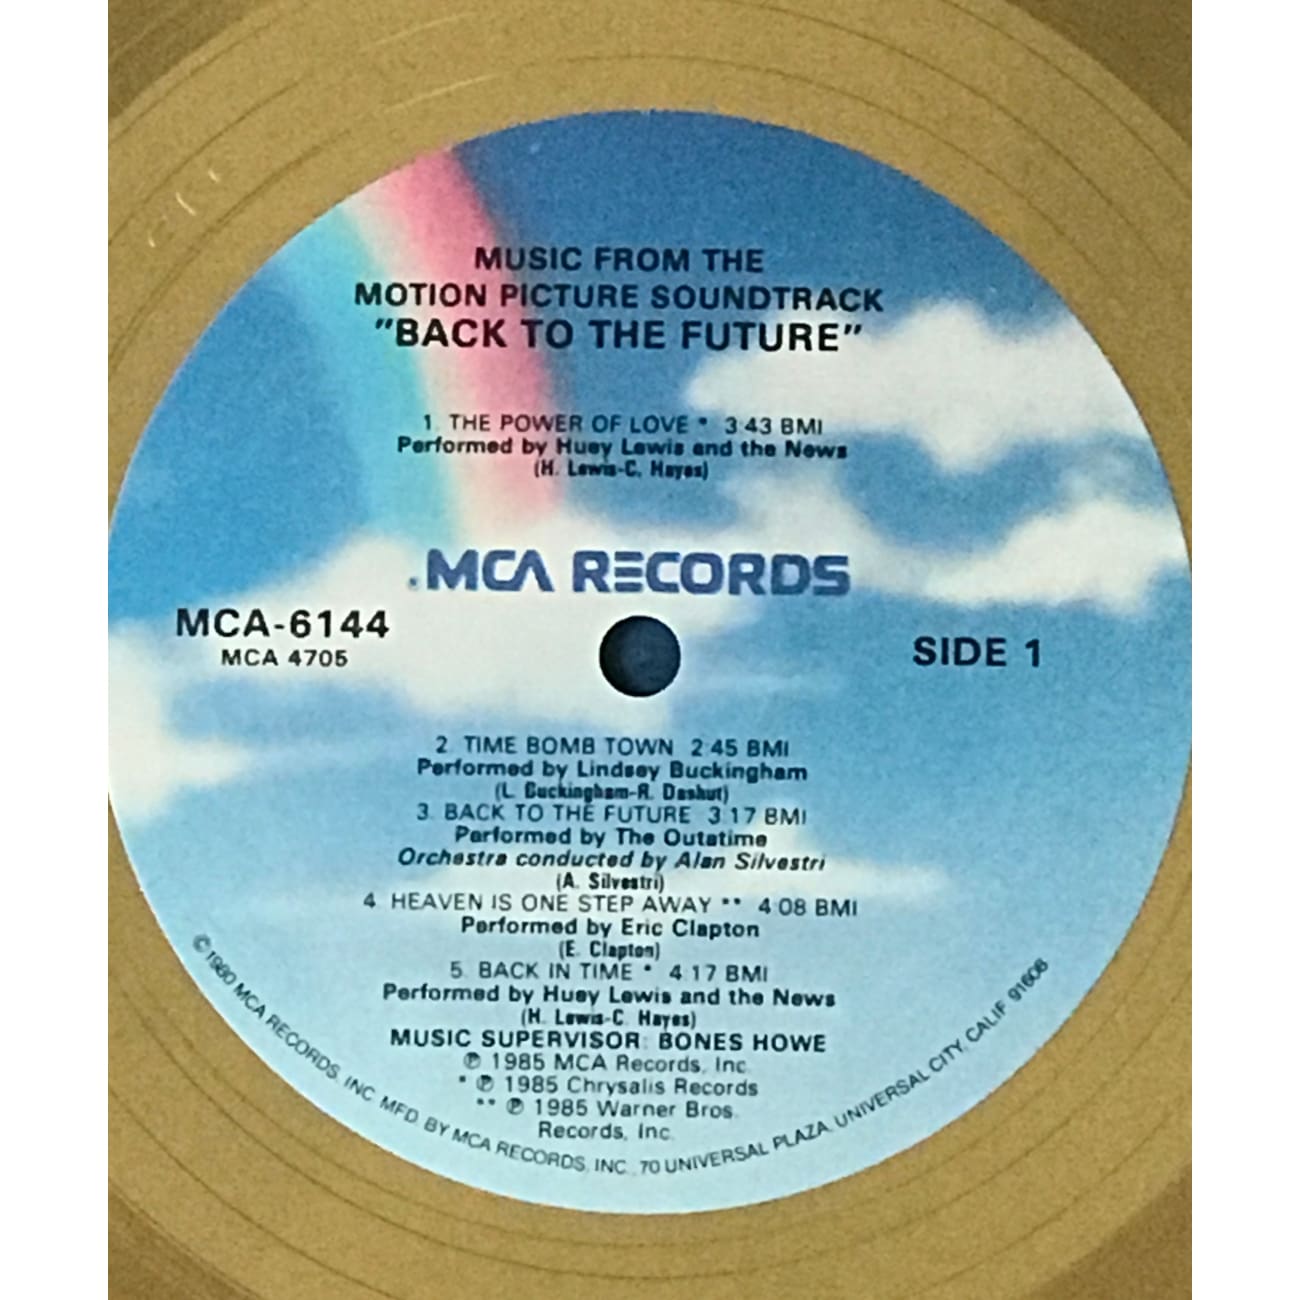 MUSIC FROM THE
MOTION PICTURE SOUNDTRACK
"BACK TO THE FUTURE"
1. THE POWER OF LOVE * 3:43 BMI
Performed by Huey Lewis and the News
(H. Lewis-C. Hayes)
MCA RECORDS
MCA-6144
MCA 4705
SIDE 1
2. TIME BOMB TOWN 2:45 BMI
Performed by Lindsey Buckingham
(L. Buckingham-R. Dashut)
3. BACK TO THE FUTURE 3:17 BMI
Performed by The Outatime
Orchestra conducted by Alan Silvestri
(A. Silvestri)
4. HEAVEN IS ONE STEP AWAY ** 4:08 BMI
Performed by Eric Clapton
(E. Clapton)
5. BACK IN TIME * 4:17 BMI
Performed by Huey Lewis and the News
(H. Lewis-C. Hayes)
MUSIC SUPERVISOR: BONES HOWE
℗ 1985 MCA Records, Inc.
* ℗ 1985 Chrysalis Records
** ℗ 1985 Warner Bros.
Records, Inc.
©1980 MCA RECORDS, INC. MFD. BY MCA RECORDS, INC., 70 UNIVERSAL PLAZA, UNIVERSAL CITY, CALIF. 91608